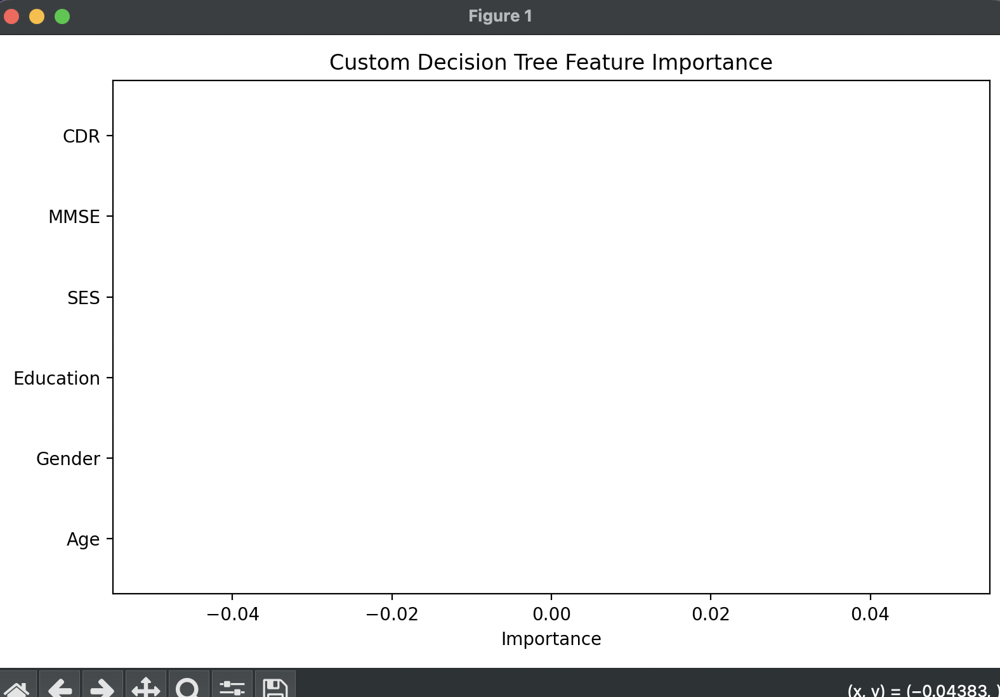 Figure 1
Custom Decision Tree Feature Importance
CDR
MMSE
SES
Education
Gender
Age
−0.04 −0.02 0.00 0.02 0.04
Importance
(x, y) = (−0.04383, )